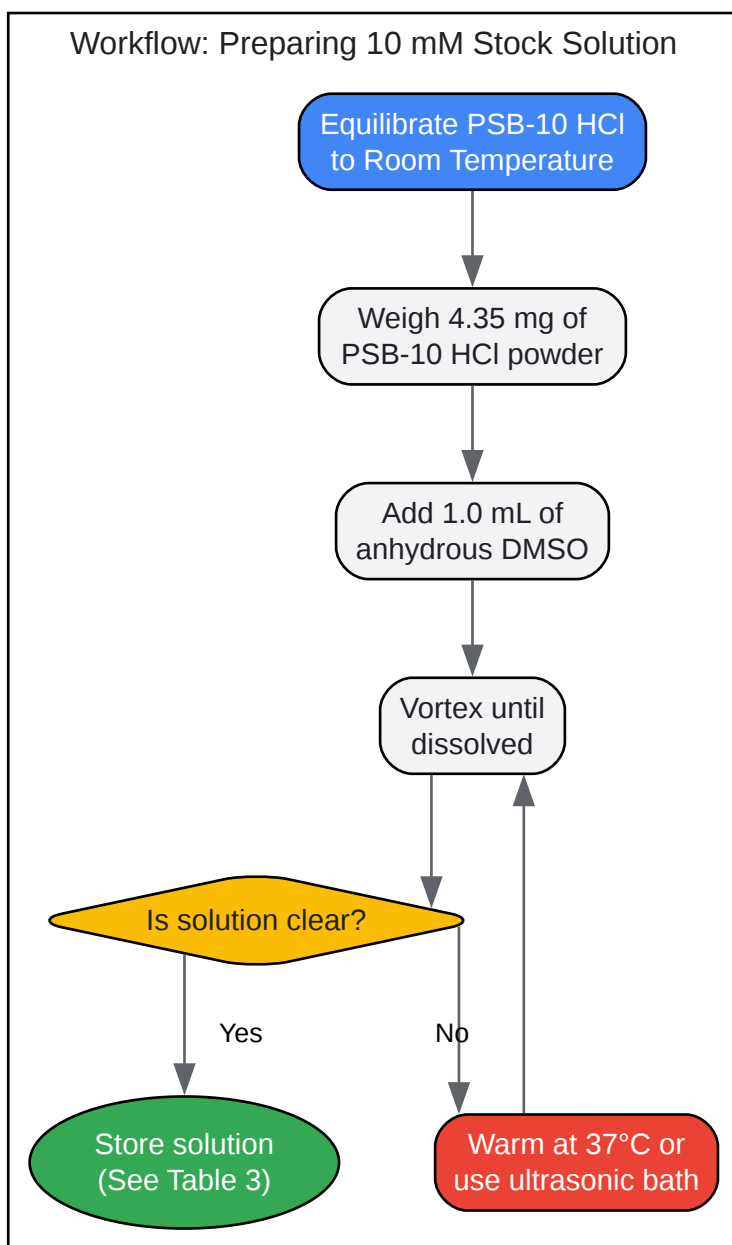 Workflow: Preparing 10 mM Stock Solution
Equilibrate PSB-10 HCl
to Room Temperature
Weigh 4.35 mg of
PSB-10 HCl powder
Add 1.0 mL of
anhydrous DMSO
Vortex until
dissolved
Is solution clear?
Yes
No
Store solution
(See Table 3)
Warm at 37°C or
use ultrasonic bath